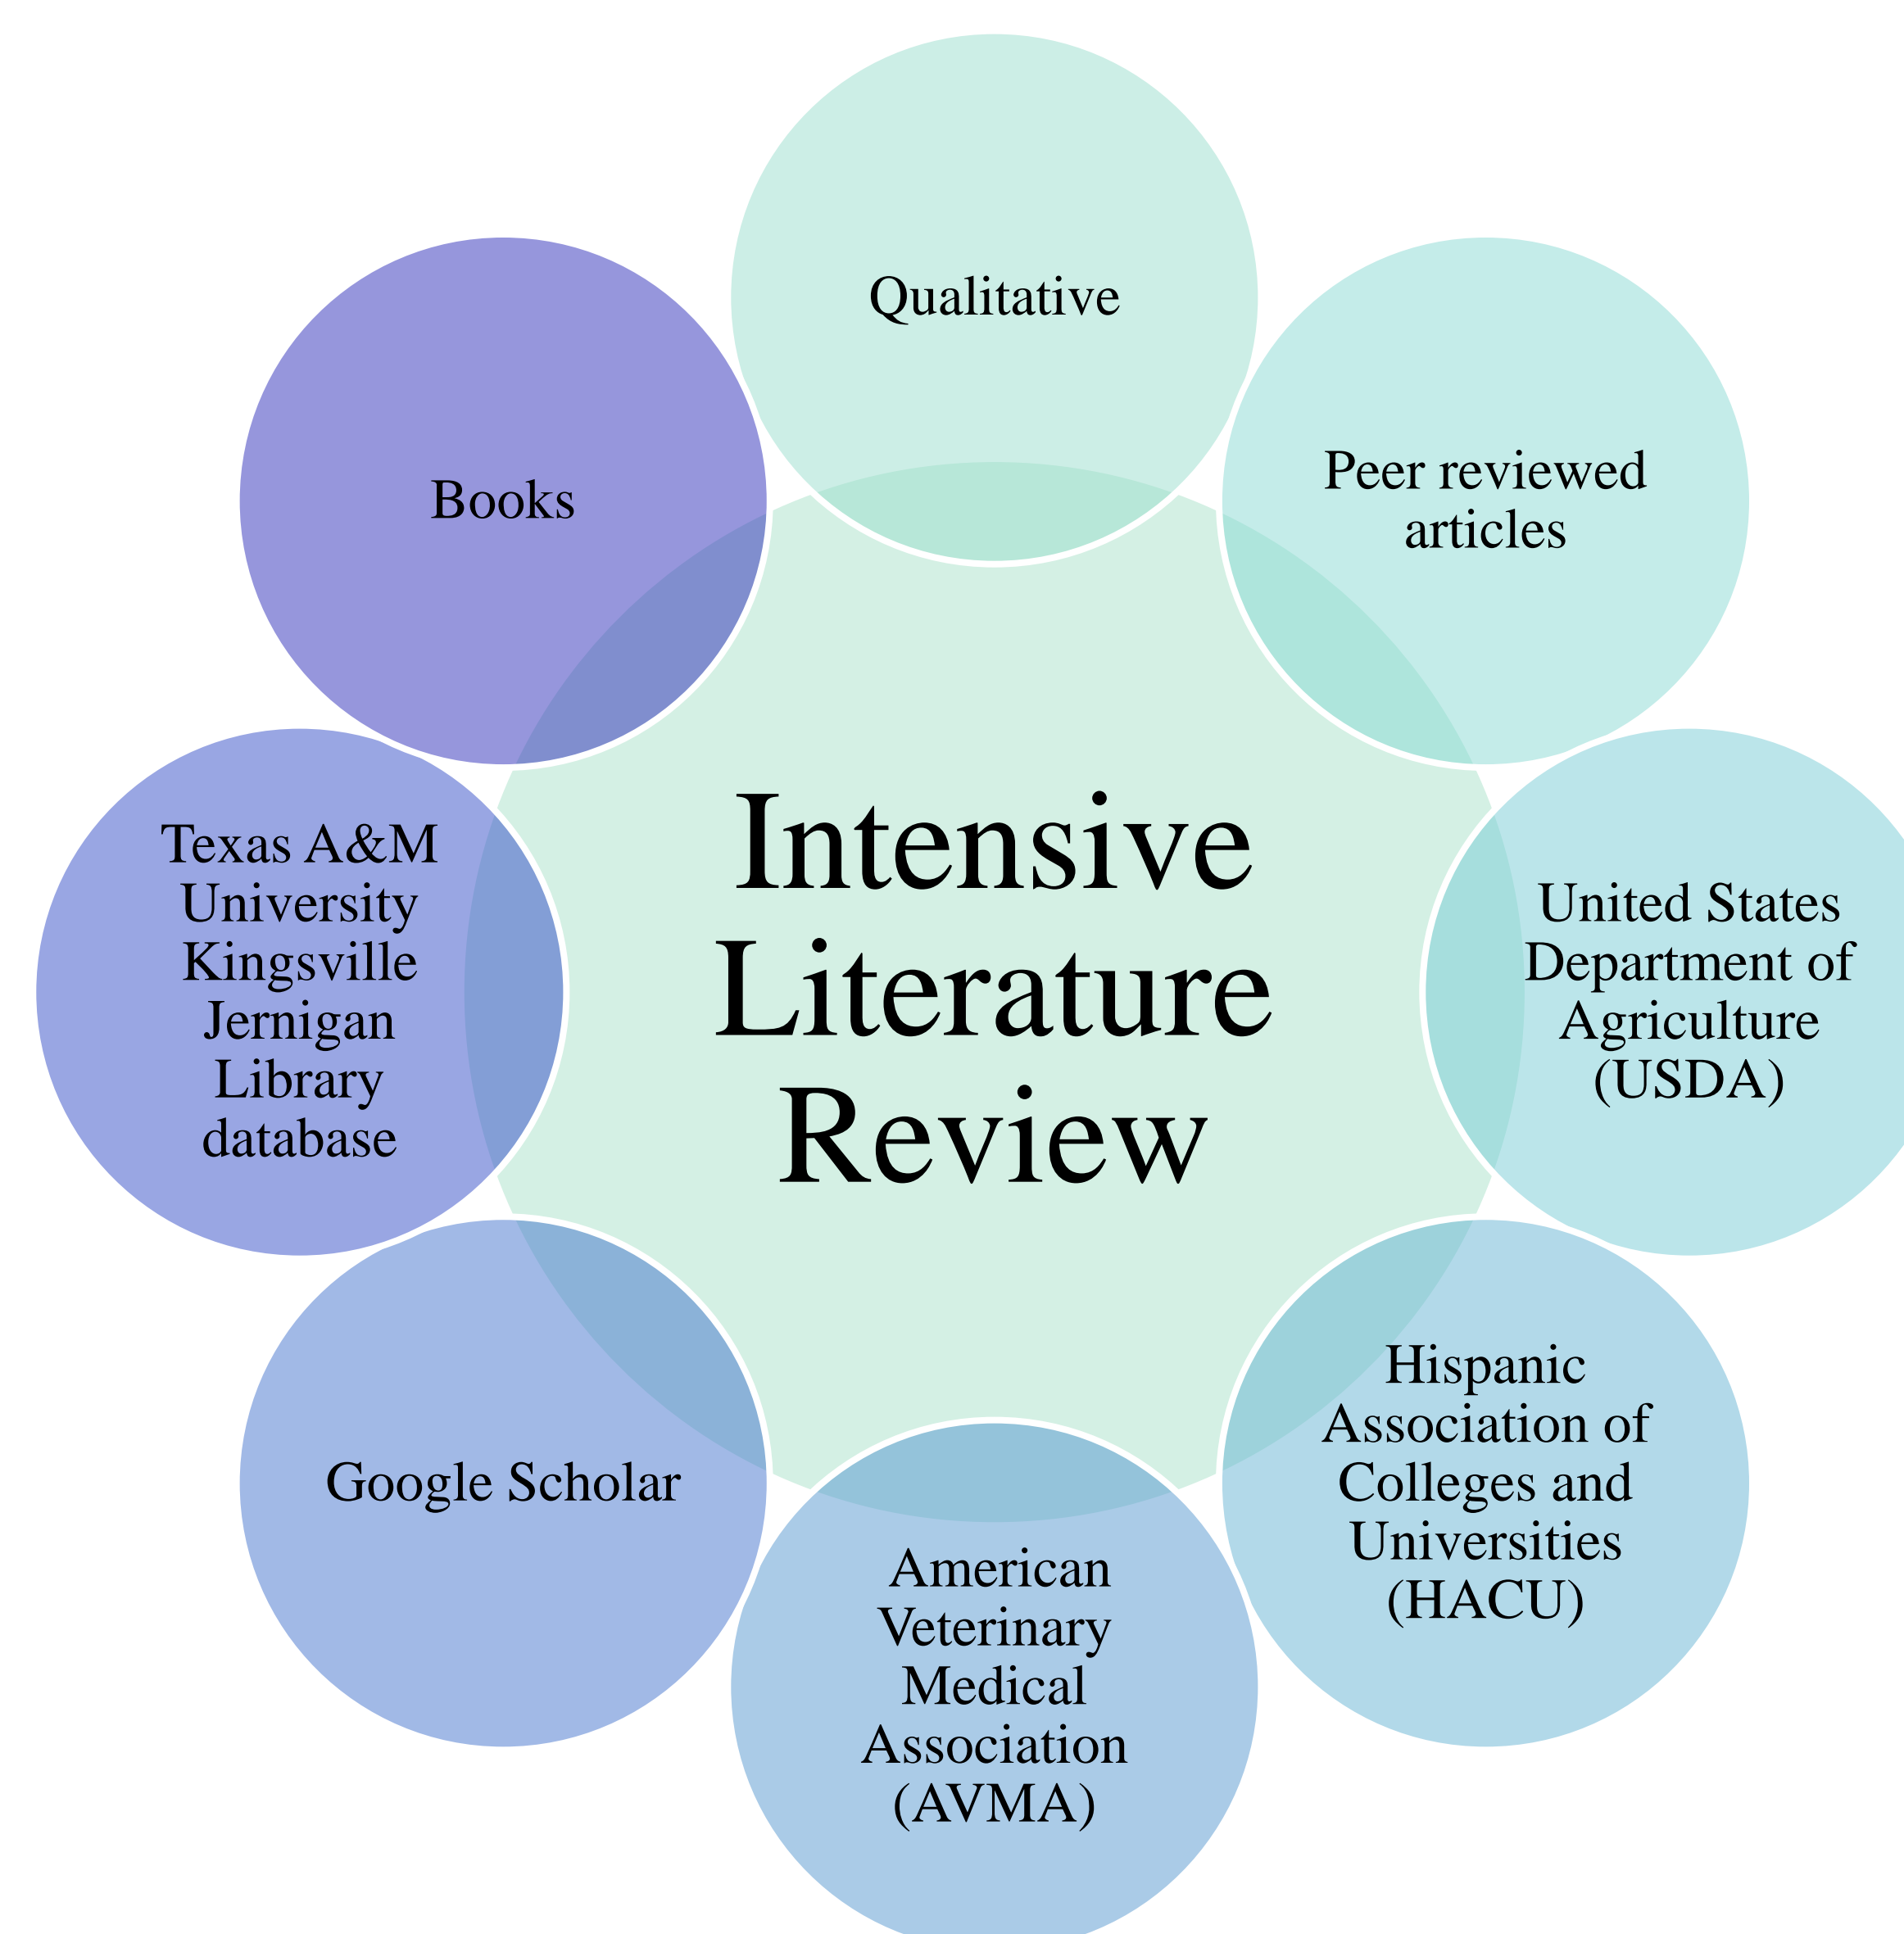 Qualitative
Peer reviewed
articles
United States
Department of
Agriculture
(USDA)
Hispanic
Association of
Colleges and
Universities
(HACU)
American
Veterinary
Medical
Association
(AVMA)
Google Scholar
Texas A&M
University
Kingsville
Jernigan
Library
database
Books
Intensive
Literature
Review